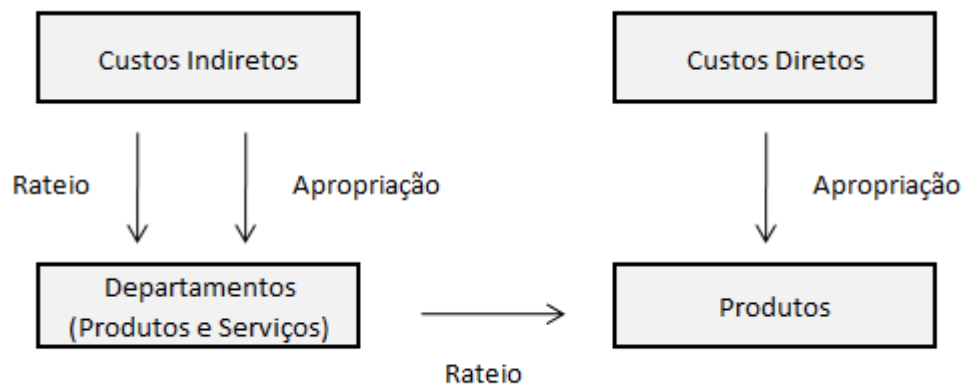 Custos Indiretos
Custos Diretos
Rateio
Apropriação
Apropriação
Departamentos
(Produtos e Serviços)
Produtos
Rateio